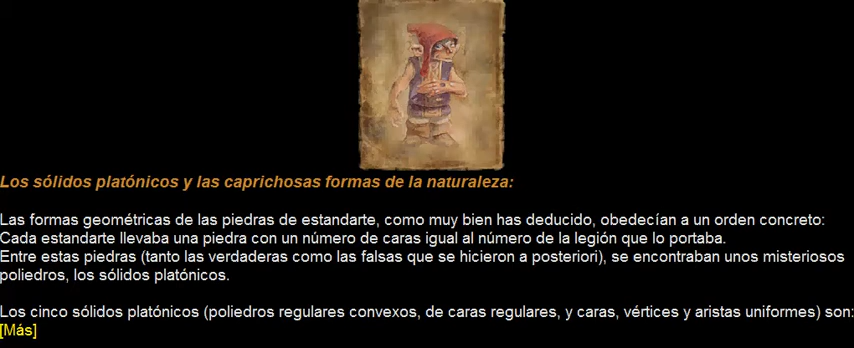 Los sólidos platónicos y las caprichosas formas de la naturaleza:
Las formas geométricas de las piedras de estandarte, como muy bien has deducido, obedecían a un orden concreto:
Cada estandarte llevaba una piedra con un número de caras igual al número de la legión que lo portaba.
Entre estas piedras (tanto las verdaderas como las falsas que se hicieron a posteriori), se encontraban unos misteriosos
poliedros, los sólidos platónicos.
Los cinco sólidos platónicos (poliedros regulares convexos, de caras regulares, y caras, vértices y aristas uniformes) son:
[Más]